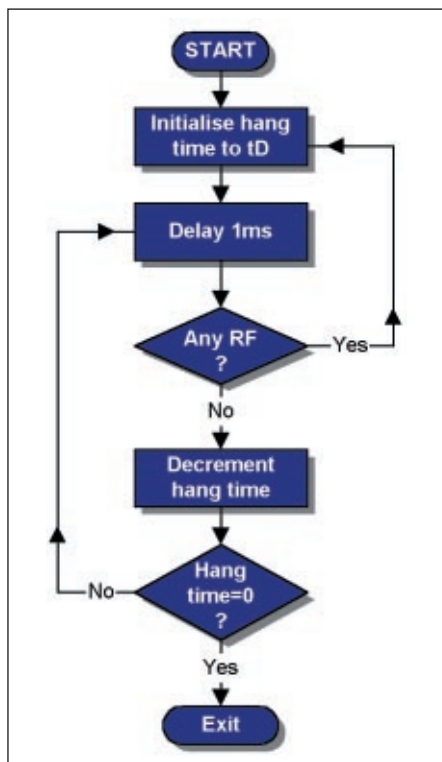 START
Initialise hang
time to tD
Delay 1ms
Any RF
?
Yes
No
Decrement
hang time
Hang
time=0
?
No
Yes
Exit